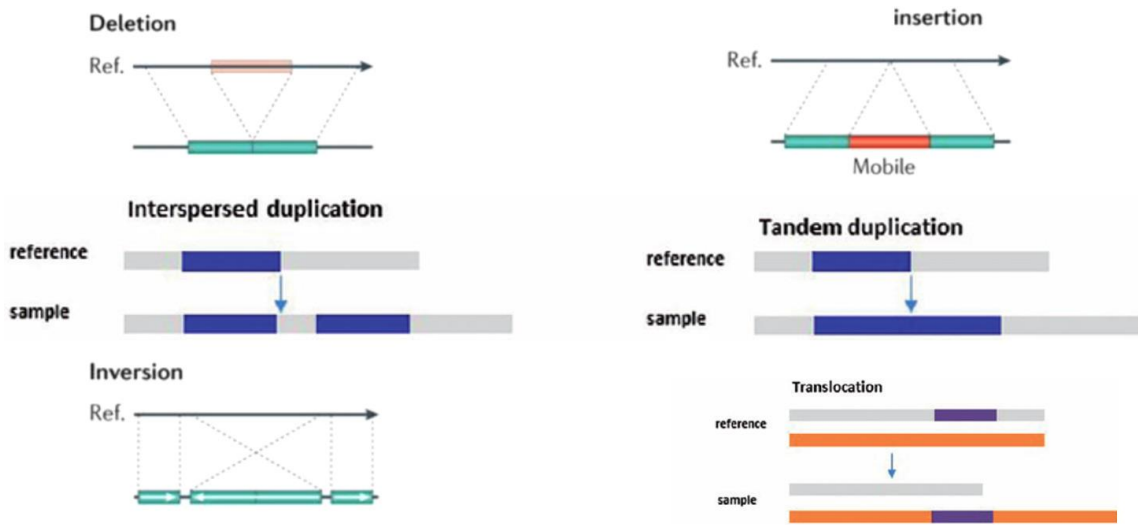 Deletion
Ref.
insertion
Ref.
Mobile
Interspersed duplication
reference
sample
Tandem duplication
reference
sample
Inversion
Ref.
Translocation
reference
sample